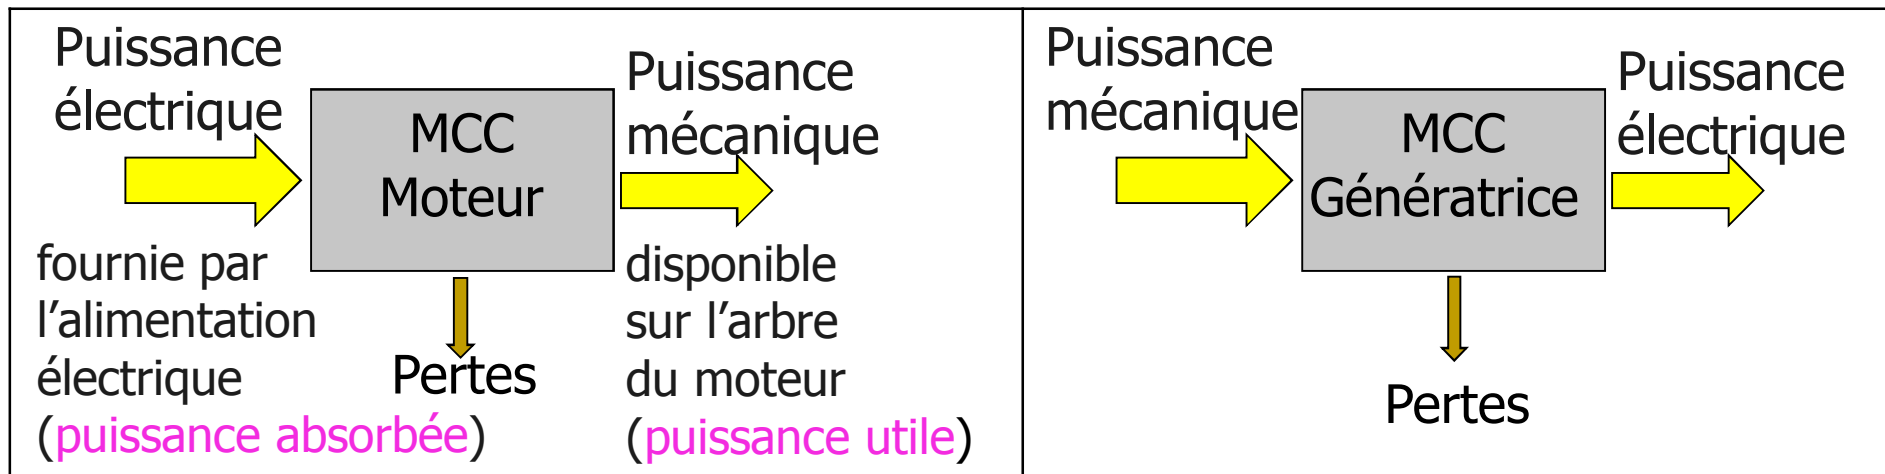 Puissance
électrique
MCC
Moteur
Puissance
mécanique
fournie par
l’alimentation
électrique
(puissance absorbée)
Pertes
disponible
sur l’arbre
du moteur
(puissance utile)
Puissance
mécanique
MCC
Génératrice
Puissance
électrique
Pertes